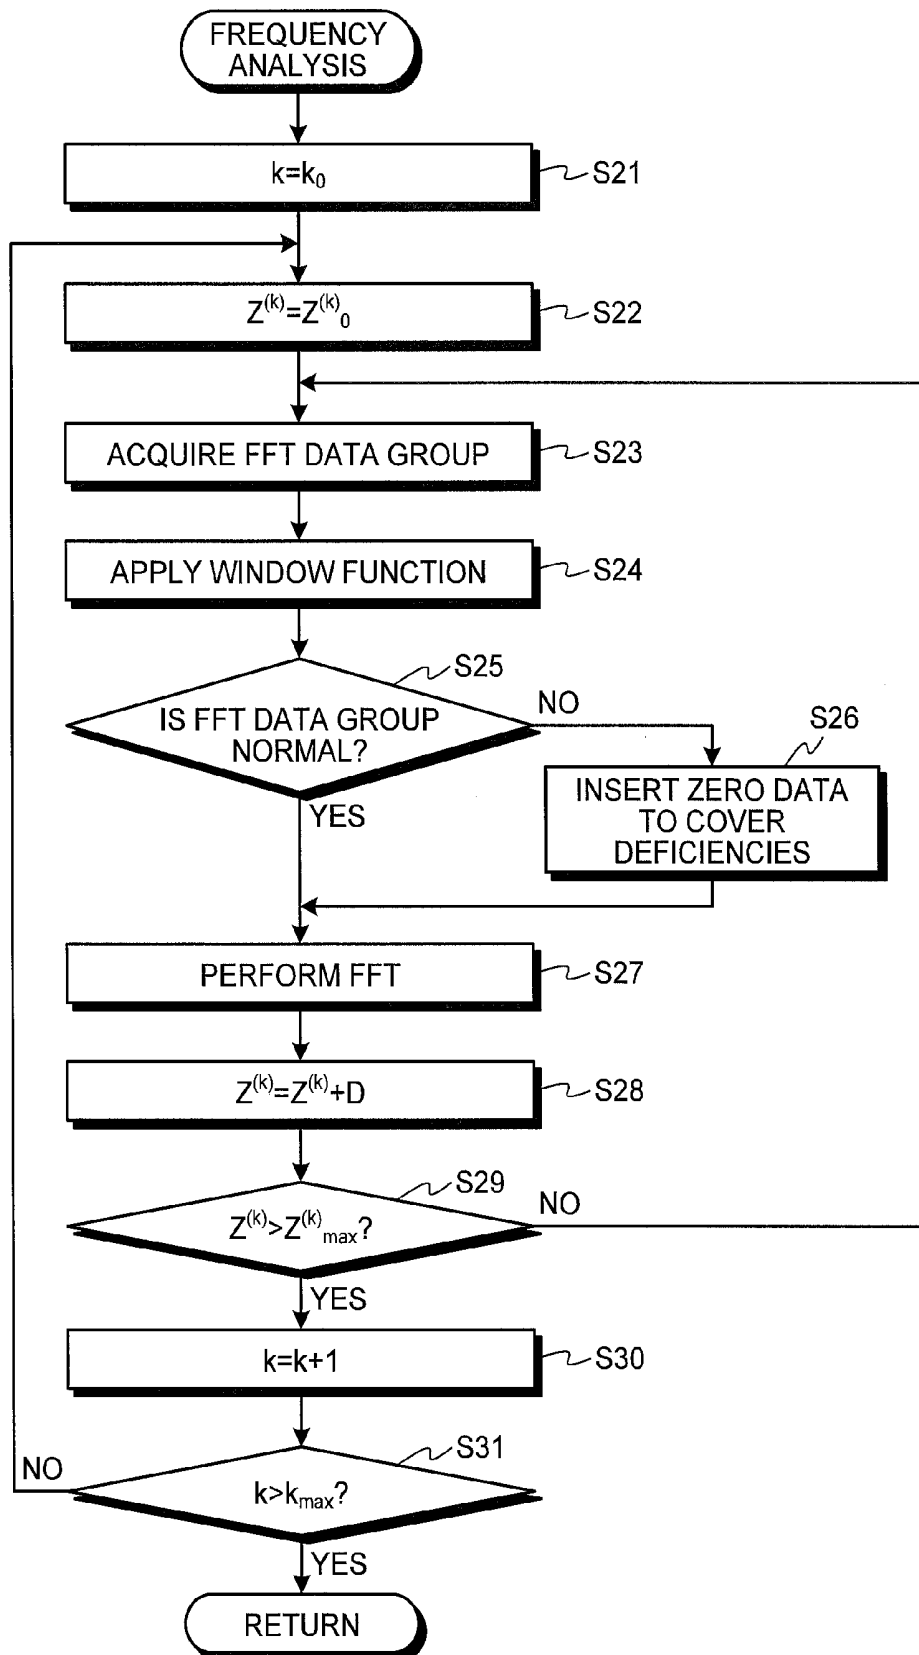 FREQUENCY
ANALYSIS
k=k₀
S21
Z⁽ᵏ⁾=Z⁽ᵏ⁾₀
S22
ACQUIRE FFT DATA GROUP
S23
APPLY WINDOW FUNCTION
S24
S25
IS FFT DATA GROUP
NORMAL?
NO
YES
S26
INSERT ZERO DATA
TO COVER
DEFICIENCIES
PERFORM FFT
S27
Z⁽ᵏ⁾=Z⁽ᵏ⁾+D
S28
S29
Z⁽ᵏ⁾>Z⁽ᵏ⁾max?
NO
YES
k=k+1
S30
S31
k>kmax?
NO
YES
RETURN